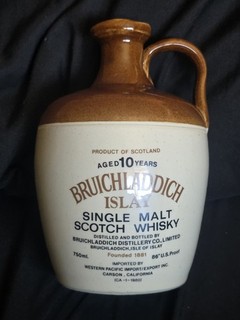 PRODUCT OF SCOTLAND
AGED 10 YEARS
BRUICHLADDICH
ISLAY
SINGLE MALT
SCOTCH WHISKY
DISTILLED AND BOTTLED BY
BRUICHLADDICH DISTILLERY CO. LIMITED
BRUICHLADDICH, ISLE OF ISLAY
750ml. Founded 1881 86° U.S. Proof
IMPORTED BY
WESTERN PACIFIC IMPORT/EXPORT INC.
CARSON, CALIFORNIA